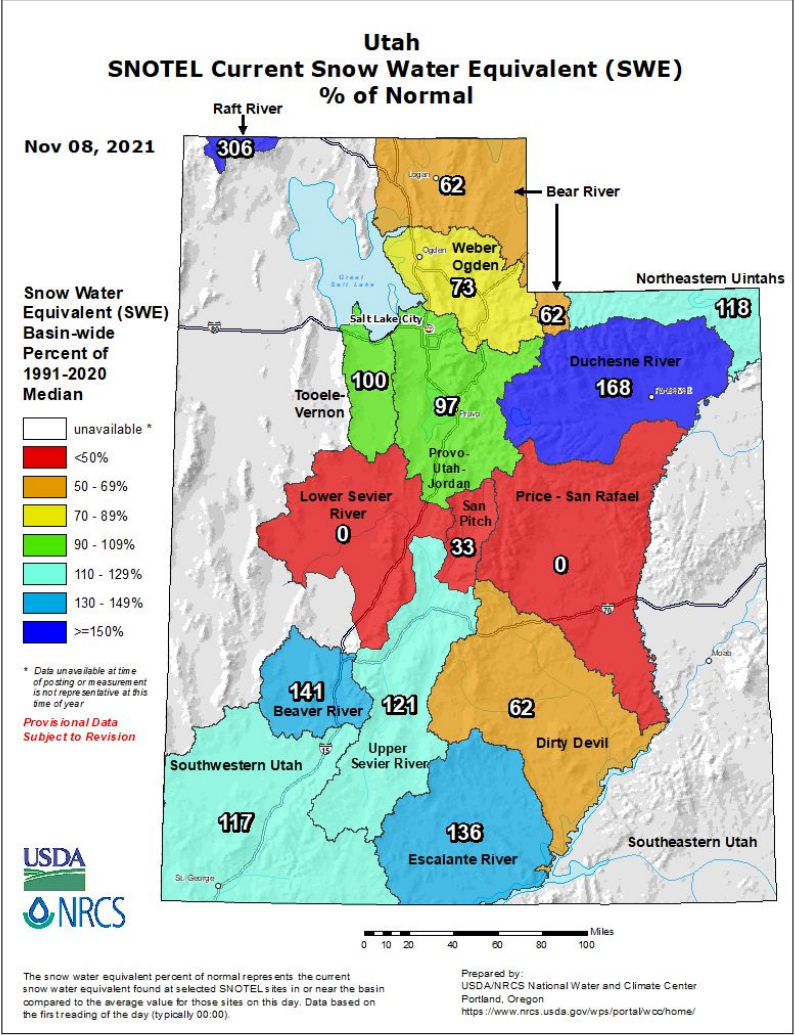 Utah
SNOTEL Current Snow Water Equivalent (SWE)
% of Normal
Raft River
Nov 08, 2021
306
Logan
62
Bear River
Ogden
Weber
Ogden
73
Great
Salt Lake
Northeastern Uintahs
118
62
80
Salt Lake City
Snow Water
Equivalent (SWE)
Basin-wide
Percent of
1991-2020
Median
unavailable *
<50%
50 - 69%
70 - 89%
90 - 109%
110 - 129%
130 - 149%
>=150%
* Data unavailable at time
of posting or measurement
is not representative at this
time of year
Provisional Data
Subject to Revision
Duchesne River
168
100
Tooele-
Vernon
97
Provo
Provo-
Utah-
Jordan
Lower Sevier
River
0
San
Pitch
33
Price - San Rafael
0
70
Moab
141
Beaver River
121
Upper
Sevier River
62
Dirty Devil
15
Southwestern Utah
117
136
Escalante River
Southeastern Utah
St. George
USDA
NRCS
Miles
0 10 20 40 60 80 100
The snow water equivalent percent of normal represents the current
snow water equivalent found at selected SNOTEL sites in or near the basin
compared to the average value for those sites on this day. Data based on
the first reading of the day (typically 00:00).
Prepared by:
USDA/NRCS National Water and Climate Center
Portland, Oregon
https://www.nrcs.usda.gov/wps/portal/wcc/home/